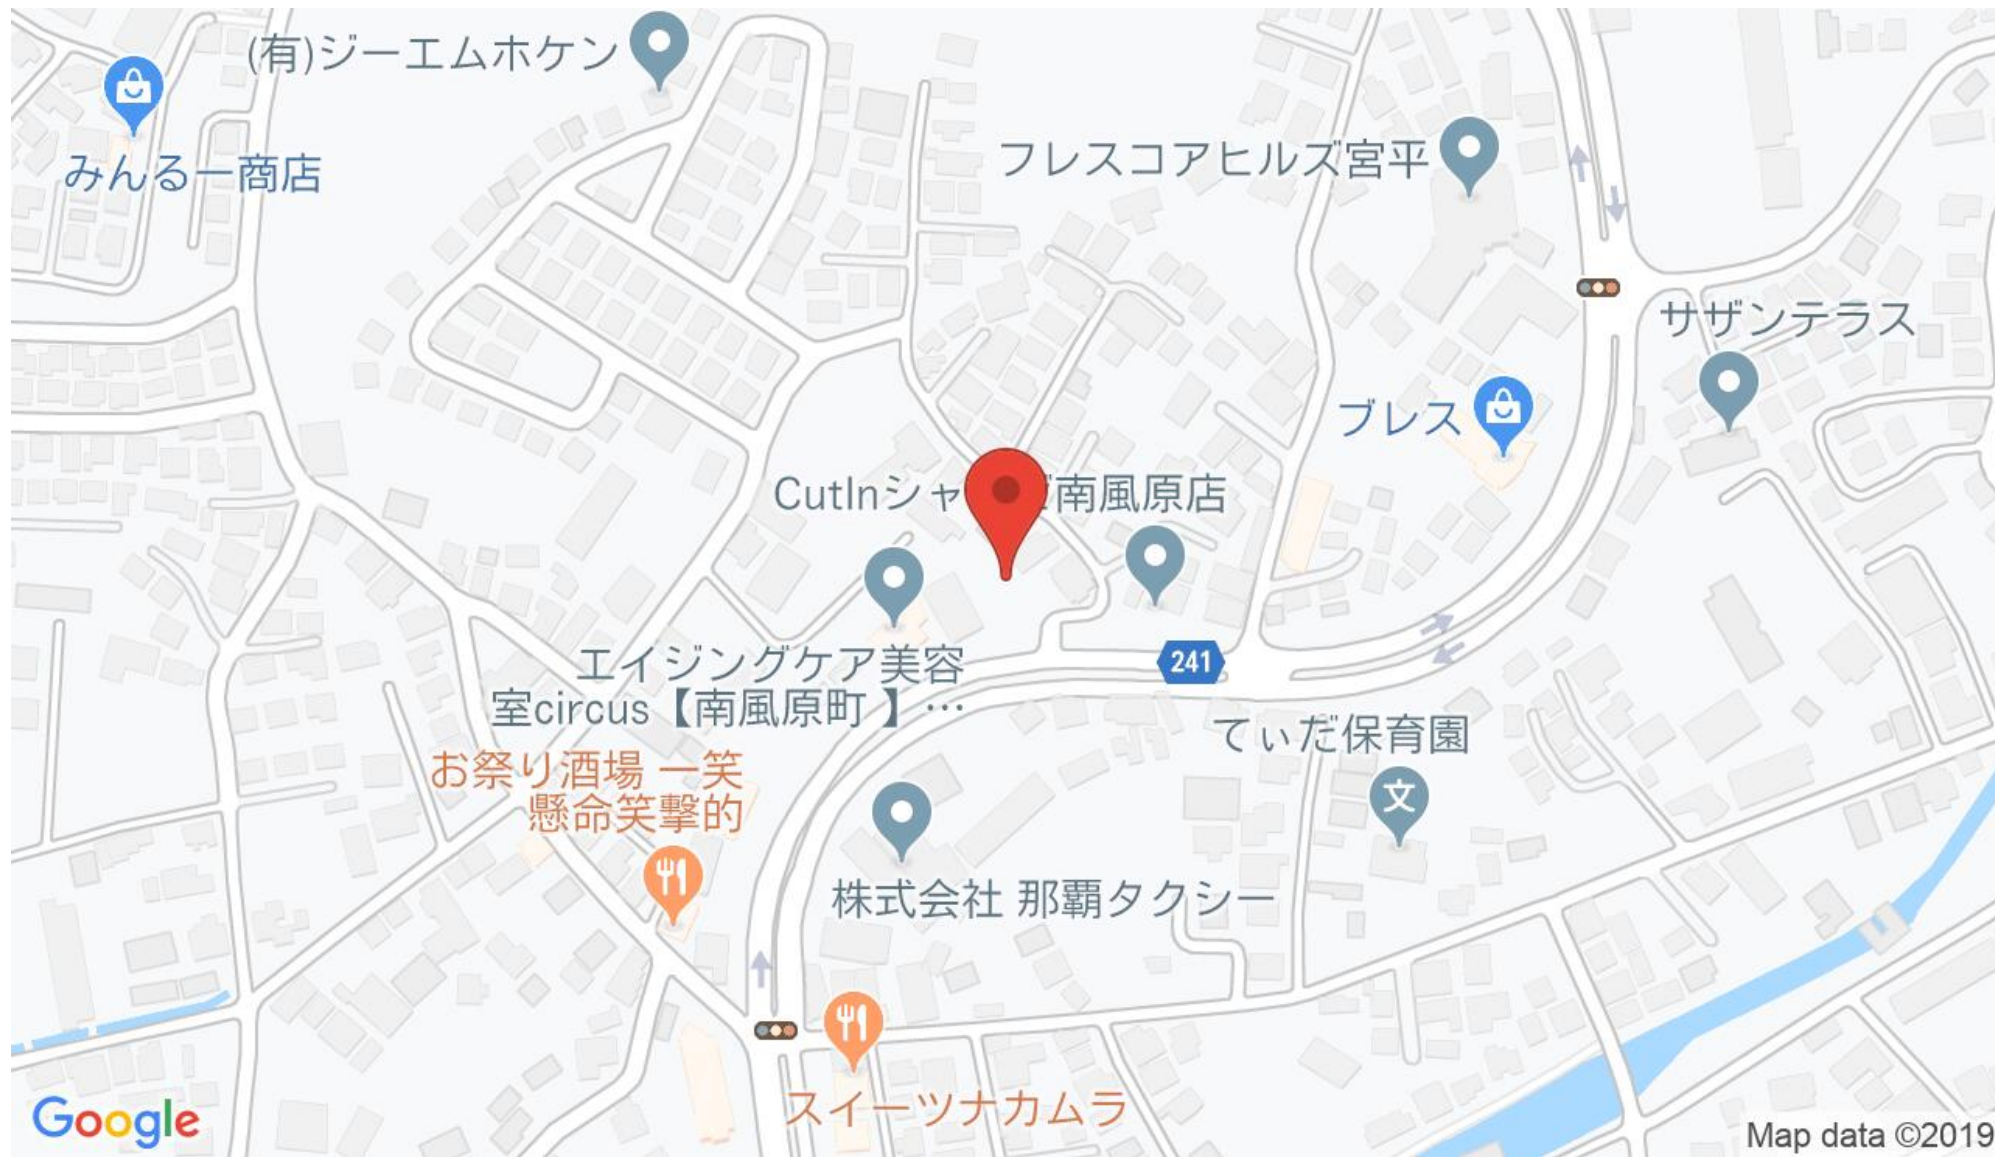 (有)ジーエムホケン
みんるー商店
フレスコアヒルズ宮平
サザンテラス
ブレス
CutInシャ 南風原店
エイジングケア美容
室circus【南風原町 】…
241
てぃだ保育園
文
お祭り酒場 一笑
懸命笑撃的
株式会社 那覇タクシー
スイーツナカムラ
Google
Map data ©2019